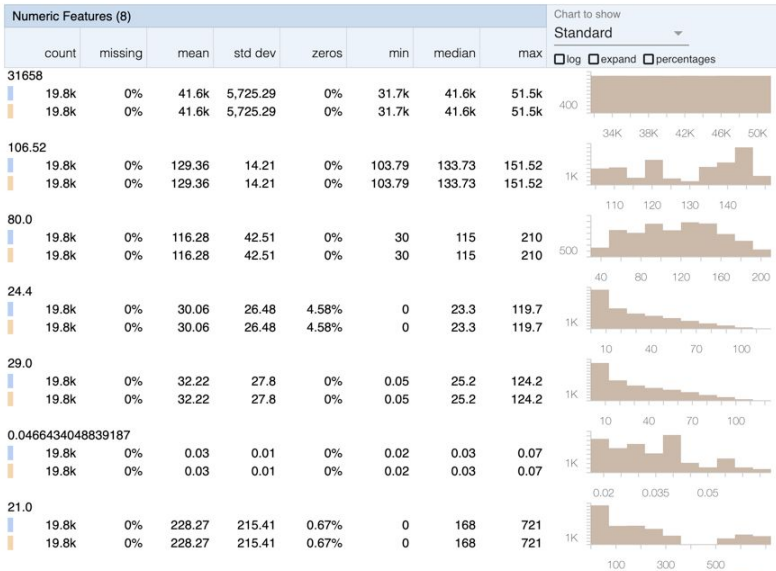 Numeric Features (8)
Chart to show
Standard
count missing mean std dev zeros min median max
log expand percentages
31658
19.8k 0% 41.6k 5,725.29 0% 31.7k 41.6k 51.5k
19.8k 0% 41.6k 5,725.29 0% 31.7k 41.6k 51.5k
400
34K 38K 42K 46K 50K
106.52
19.8k 0% 129.36 14.21 0% 103.79 133.73 151.52
19.8k 0% 129.36 14.21 0% 103.79 133.73 151.52
1K
110 120 130 140
80.0
19.8k 0% 116.28 42.51 0% 30 115 210
19.8k 0% 116.28 42.51 0% 30 115 210
500
40 80 120 160 200
24.4
19.8k 0% 30.06 26.48 4.58% 0 23.3 119.7
19.8k 0% 30.06 26.48 4.58% 0 23.3 119.7
1K
10 40 70 100
29.0
19.8k 0% 32.22 27.8 0% 0.05 25.2 124.2
19.8k 0% 32.22 27.8 0% 0.05 25.2 124.2
1K
10 40 70 100
0.0466434048839187
19.8k 0% 0.03 0.01 0% 0.02 0.03 0.07
19.8k 0% 0.03 0.01 0% 0.02 0.03 0.07
1K
0.02 0.035 0.05
21.0
19.8k 0% 228.27 215.41 0.67% 0 168 721
19.8k 0% 228.27 215.41 0.67% 0 168 721
1K
100 300 500